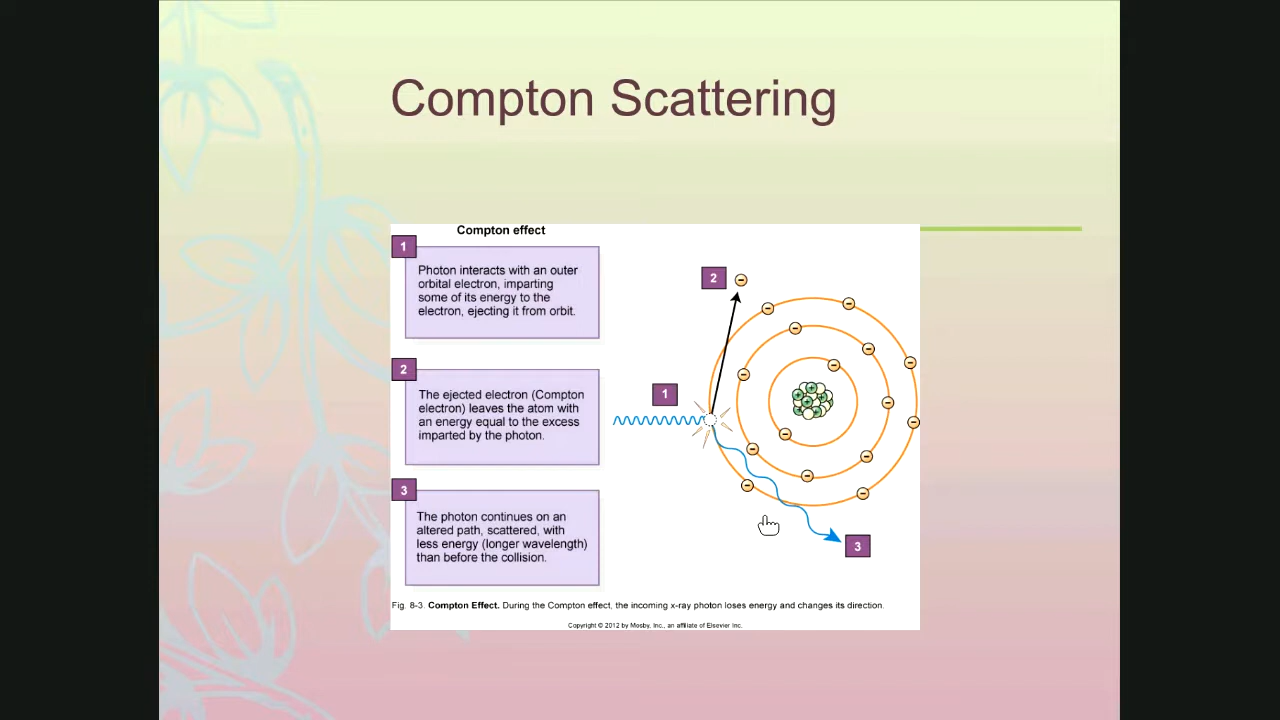 Compton Scattering
Compton effect
1
Photon interacts with an outer
orbital electron, imparting
some of its energy to the
electron, ejecting it from orbit.
2
The ejected electron (Compton
electron) leaves the atom with
an energy equal to the excess
imparted by the photon.
3
The photon continues on an
altered path, scattered, with
less energy (longer wavelength)
than before the collision.
2
1
3
Fig. 8-3. Compton Effect. During the Compton effect, the incoming x-ray photon loses energy and changes its direction.
Copyright © 2012 by Mosby, Inc., an affiliate of Elsevier Inc.